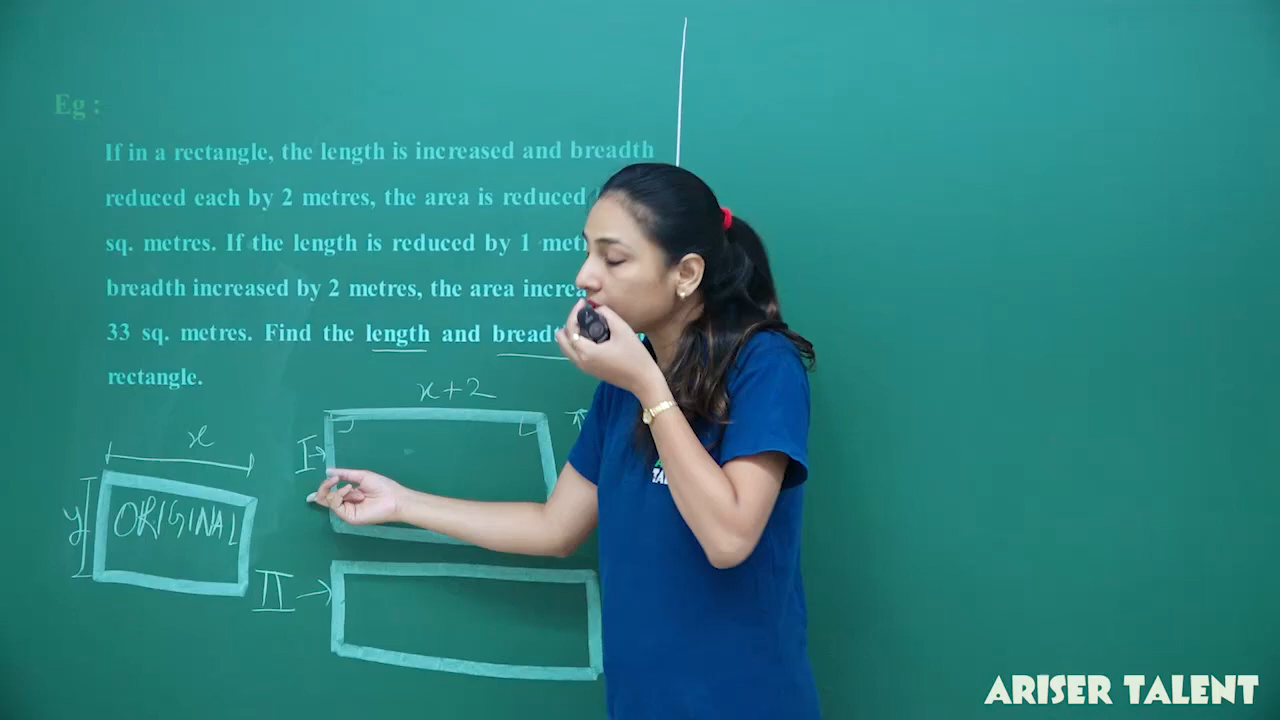 Eg :
If in a rectangle, the length is increased and breadth
reduced each by 2 metres, the area is reduced
sq. metres. If the length is reduced by 1
breadth increased by 2 metres, the area
33 sq. metres. Find the length and
rectangle.
x+2
x
I→
y
ORIGINAL
II→
ARISER TALENT